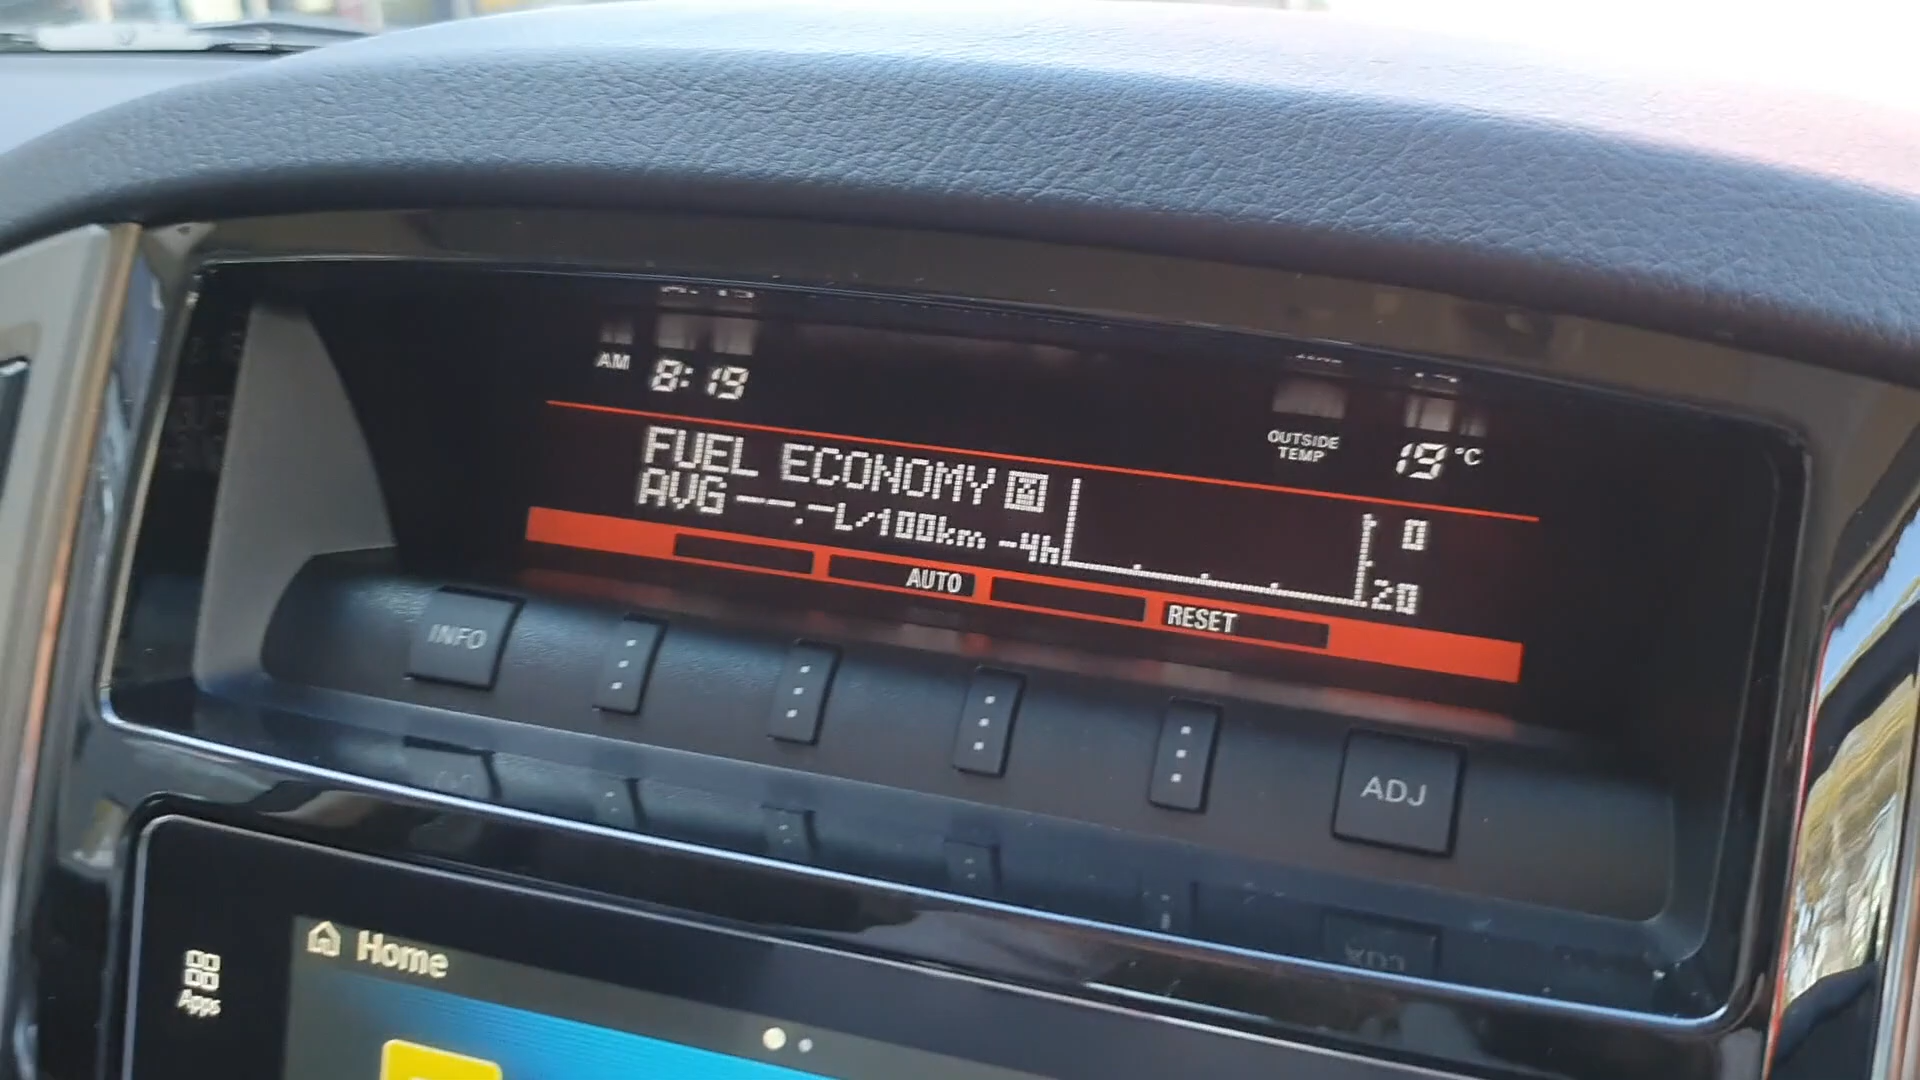 AM 8:19
OUTSIDE
TEMP
19°C
FUEL ECONOMY M
AVG --.-L/100km -4h
0
20
AUTO
RESET
INFO
ADJ
Home
Apps